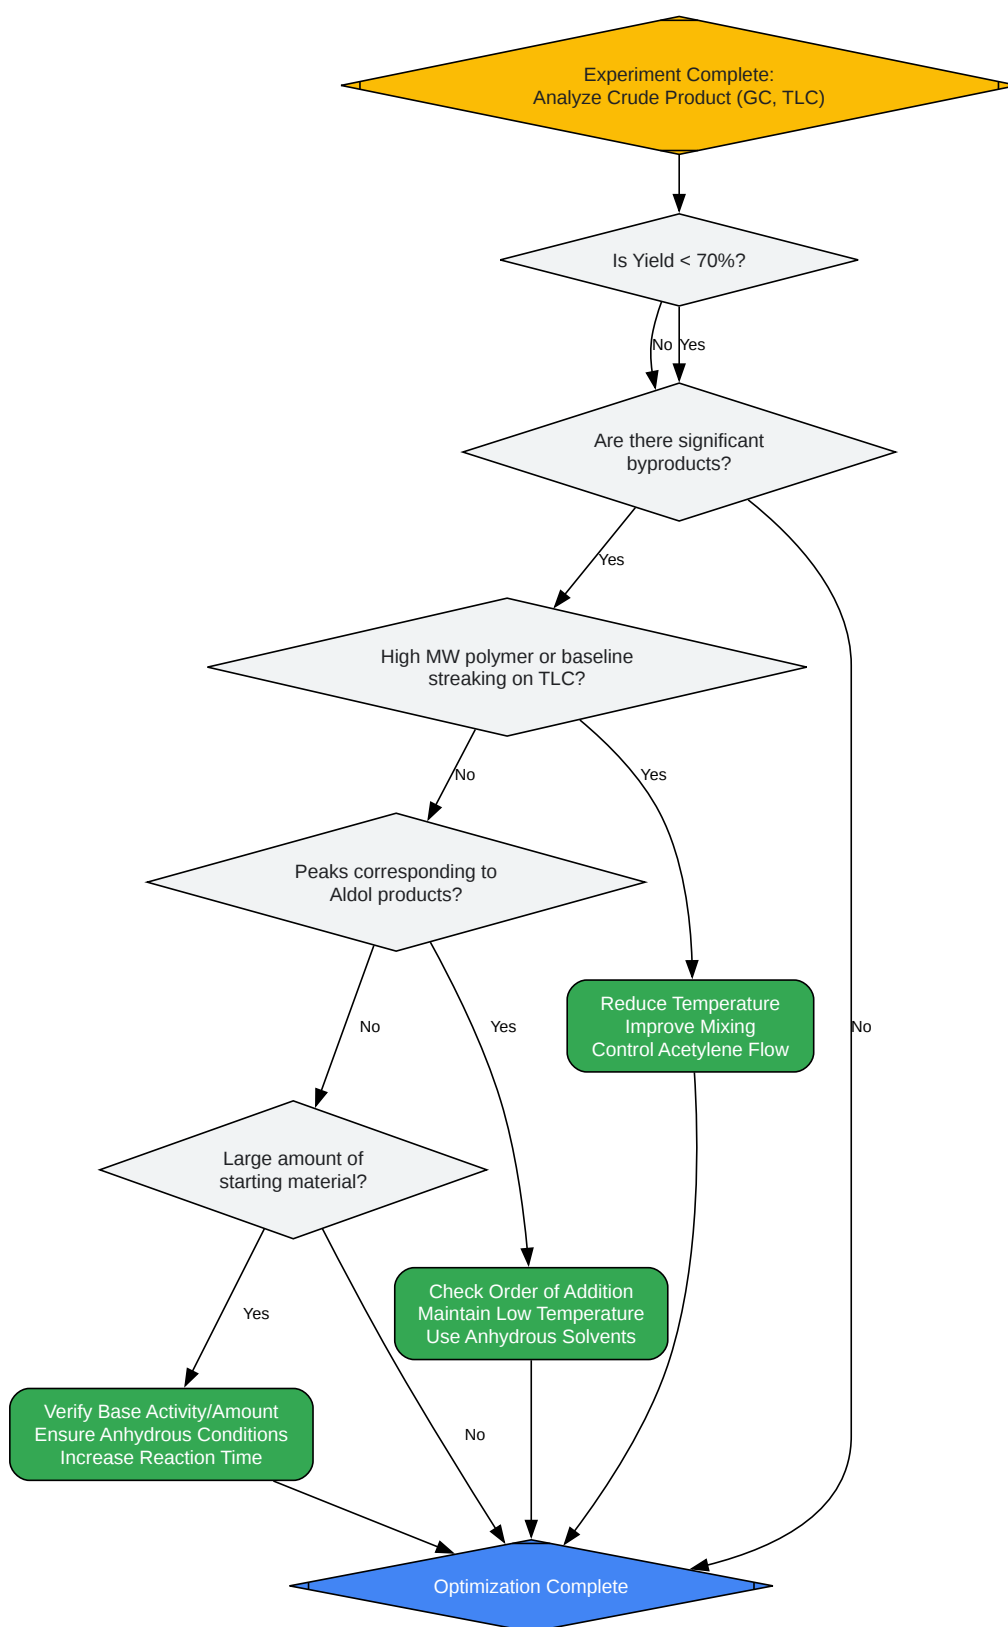 Experiment Complete:
Analyze Crude Product (GC, TLC)
Is Yield < 70%?
No
Yes
Are there significant
byproducts?
Yes
High MW polymer or baseline
streaking on TLC?
No
Yes
Peaks corresponding to
Aldol products?
Reduce Temperature
Improve Mixing
Control Acetylene Flow
No
Yes
No
Large amount of
starting material?
Check Order of Addition
Maintain Low Temperature
Use Anhydrous Solvents
Yes
Verify Base Activity/Amount
Ensure Anhydrous Conditions
Increase Reaction Time
No
Optimization Complete